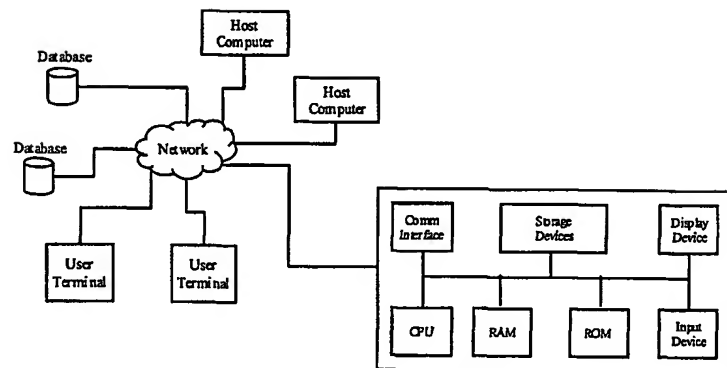 Host
Computer
Database
Host
Computer
Database
Network
Comm
Interface
Storage
Devices
Display
Device
User
Terminal
User
Terminal
CPU
RAM
ROM
Input
Device